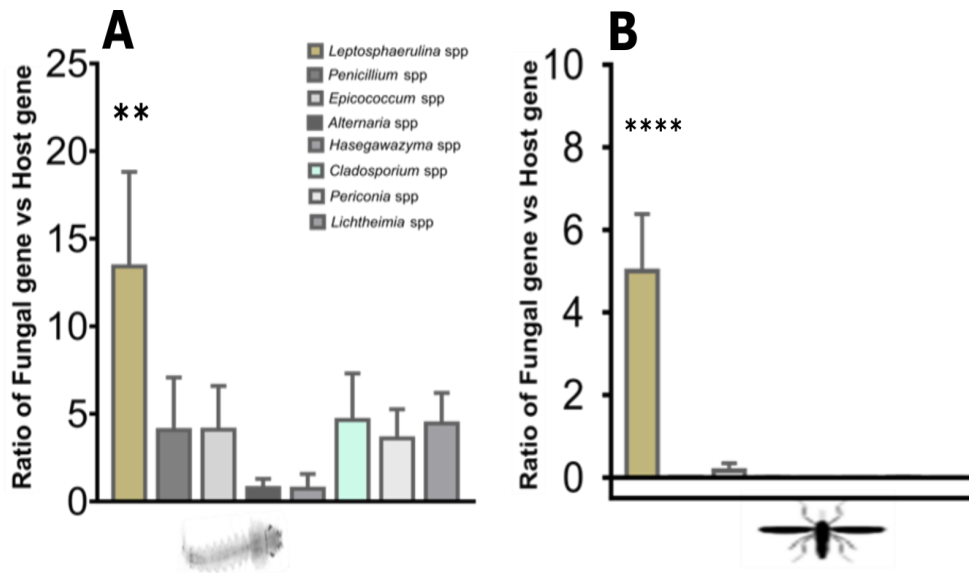 A
Ratio of Fungal gene vs Host gene
25
20
15
10
5
0
**
Leptosphaerulina spp
Penicillium spp
Epicococcum spp
Alternaria spp
Hasegawazyma spp
Cladosporium spp
Periconia spp
Lichtheimia spp
B
Ratio of Fungal gene vs Host gene
10
8
6
4
2
0
****